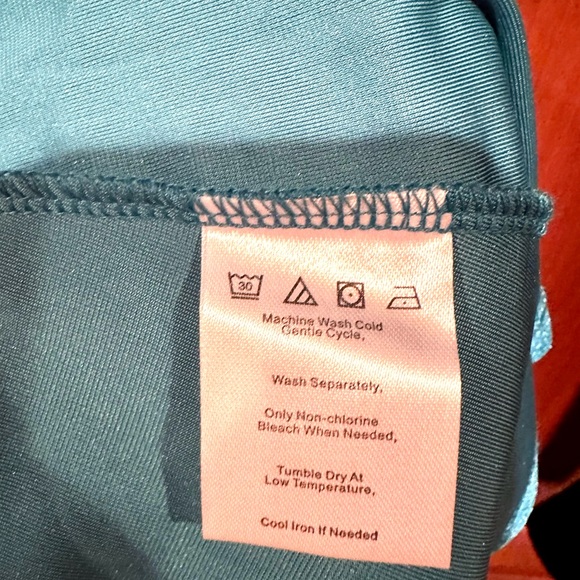 30
Machine Wash Cold
Gentle Cycle,
Wash Separately,
Only Non-chlorine
Bleach When Needed,
Tumble Dry At
Low Temperature,
Cool Iron If Needed